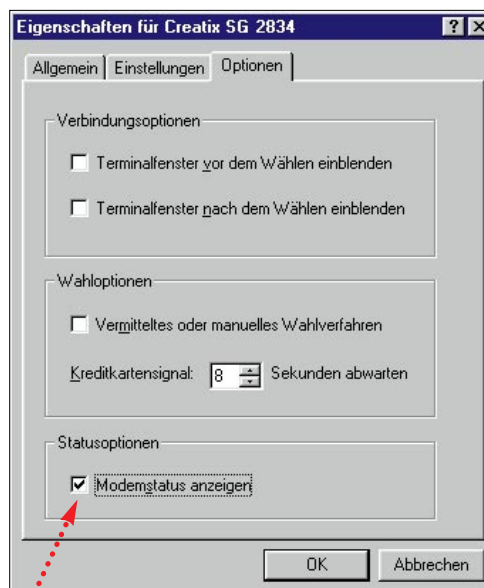 Eigenschaften für Creatix SG 2834
Allgemein Einstellungen Optionen
Verbindungsoptionen
Terminalfenster vor dem Wählen einblenden
Terminalfenster nach dem Wählen einblenden
Wahloptionen
Vermitteltes oder manuelles Wahlverfahren
Kreditkartensignal: 8 Sekunden abwarten
Statusoptionen
Modemstatus anzeigen
OK Abbrechen